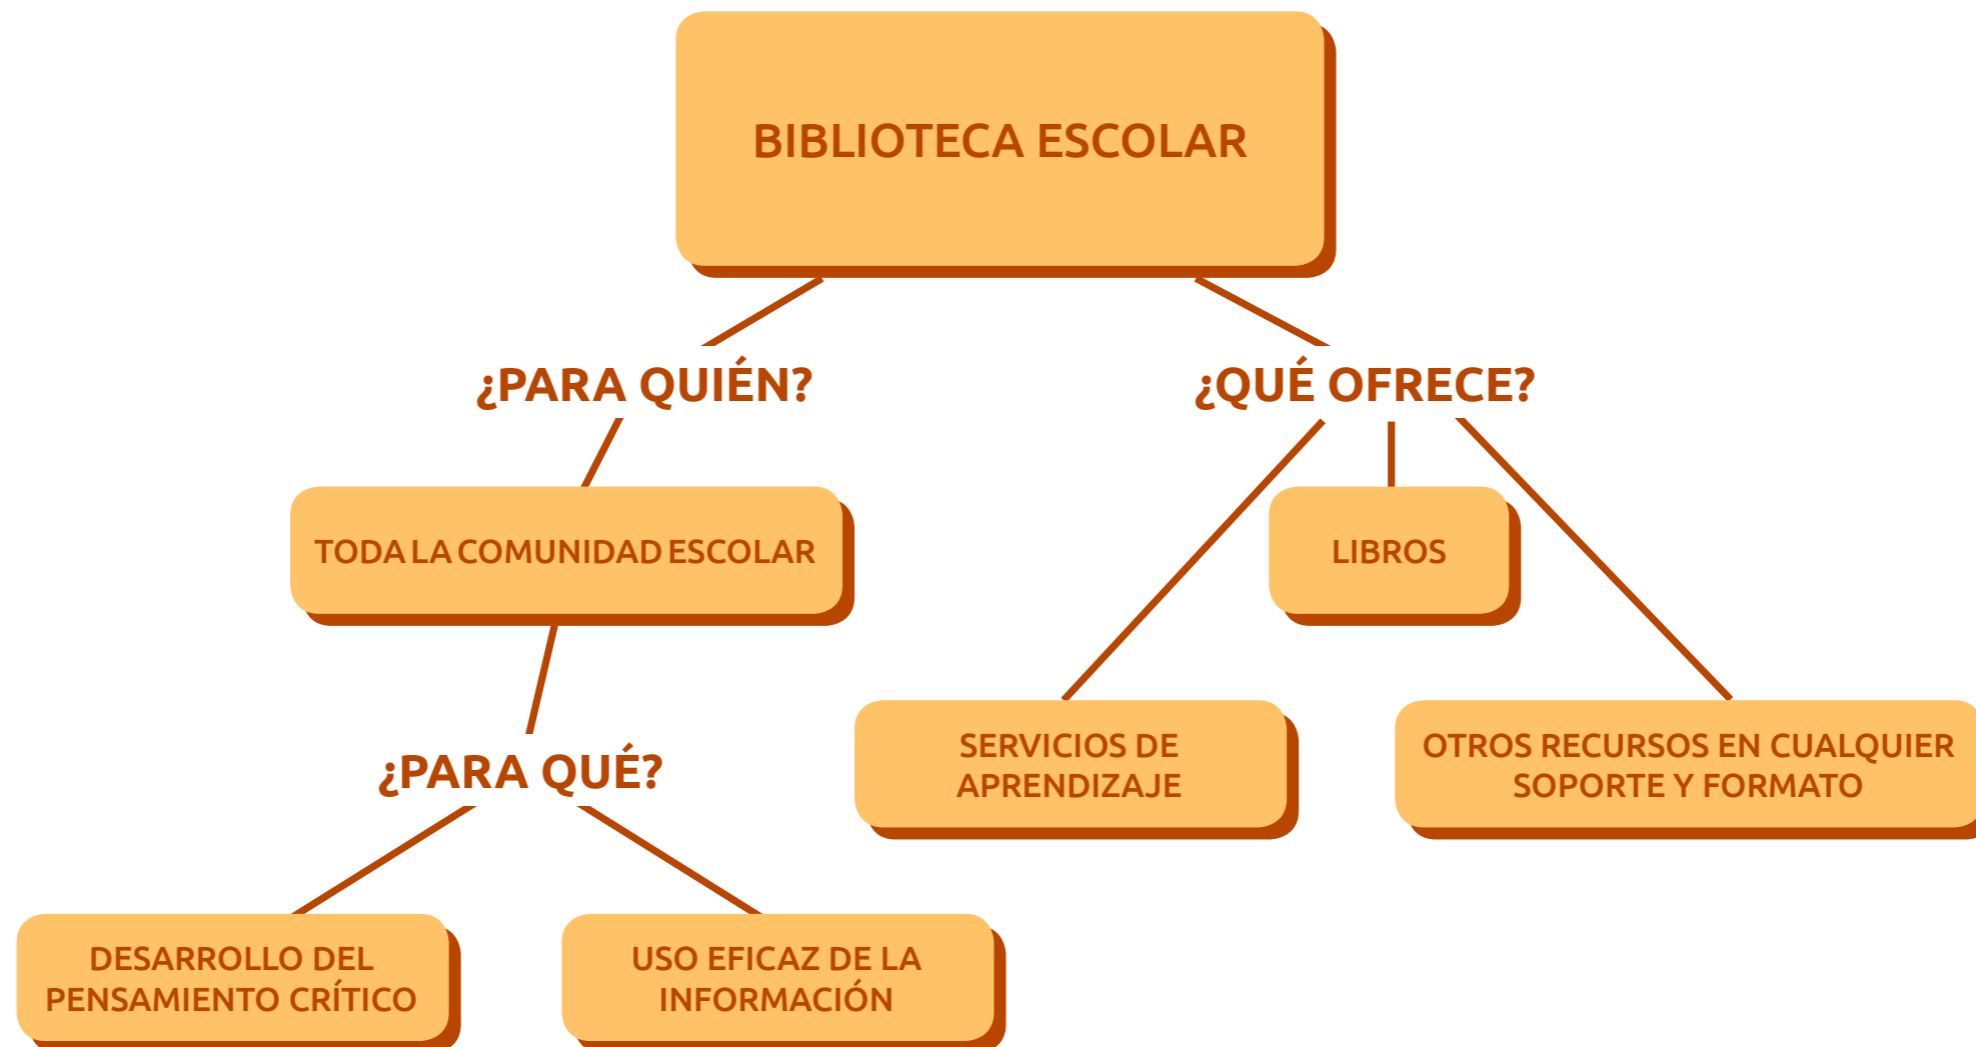 BIBLIOTECA ESCOLAR
¿PARA QUIÉN?
¿QUÉ OFRECE?
TODA LA COMUNIDAD ESCOLAR
LIBROS
¿PARA QUÉ?
SERVICIOS DE
APRENDIZAJE
OTROS RECURSOS EN CUALQUIER
SOPORTE Y FORMATO
DESARROLLO DEL
PENSAMIENTO CRÍTICO
USO EFICAZ DE LA
INFORMACIÓN